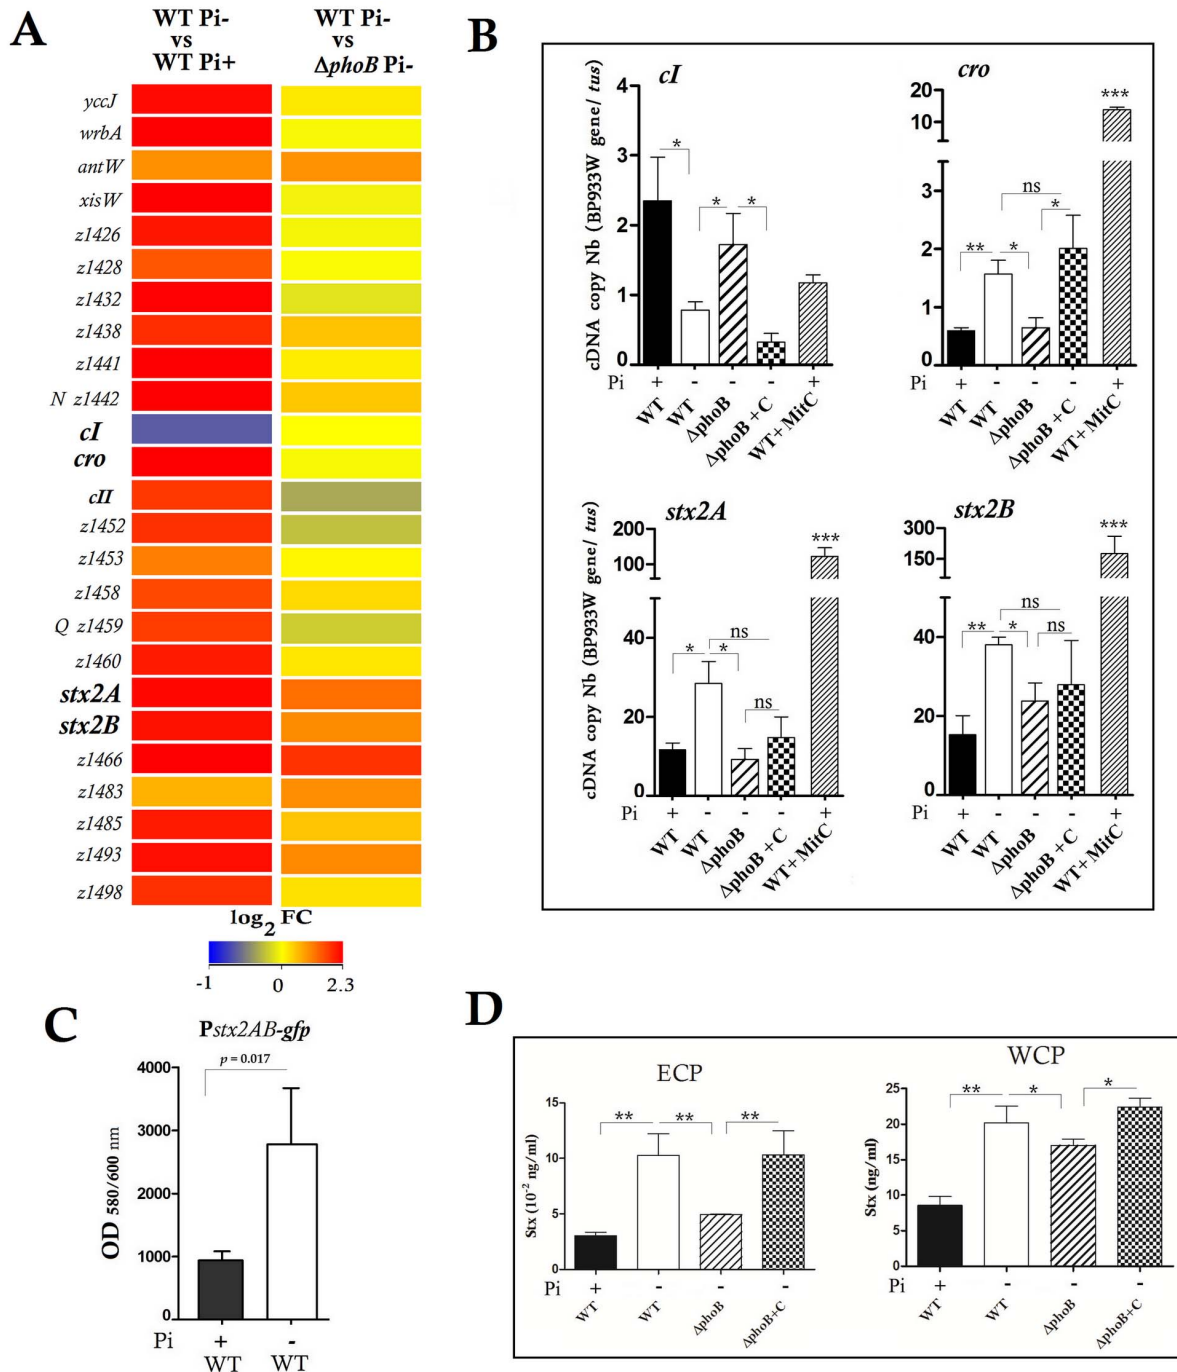 A
WT Pi-
vs
WT Pi+
WT Pi-
vs
ΔphoB Pi-
yccJ
wrbA
antW
xisW
z1426
z1428
z1432
z1438
z1441
N z1442
cI
cro
cII
z1452
z1453
z1458
Q z1459
z1460
stx2A
stx2B
z1466
z1483
z1485
z1493
z1498
log2 FC
-1 0 2.3
B
cI
cDNA copy Nb (BP933W gene/ tus)
4
3
2
1
0
* * *
Pi + - - - +
WT WT ΔphoB ΔphoB +C WT+ MitC
cro
20
10
3
2
1
0
*** ns ** * *
Pi + - - - +
WT WT ΔphoB ΔphoB +C WT+ MitC
stx2A
cDNA copy Nb (BP933W gene/ tus)
200
100
40
20
0
*** ns * * ns
Pi + - - - +
WT WT ΔphoB ΔphoB +C WT+ MitC
stx2B
300
150
40
20
0
*** ns ** * ns
Pi + - - - +
WT WT ΔphoB ΔphoB +C WT+ MitC
C
Pstx2AB-gfp
p = 0.017
OD 580/600 nm
4000
3000
2000
1000
0
Pi + -
WT WT
D
ECP
Stx (10-2 ng/ml)
15
10
5
0
** ** **
Pi + - - -
WT WT ΔphoB ΔphoB+C
WCP
Stx (ng/ml)
25
20
15
10
5
0
** * *
Pi + - - -
WT WT ΔphoB ΔphoB+C